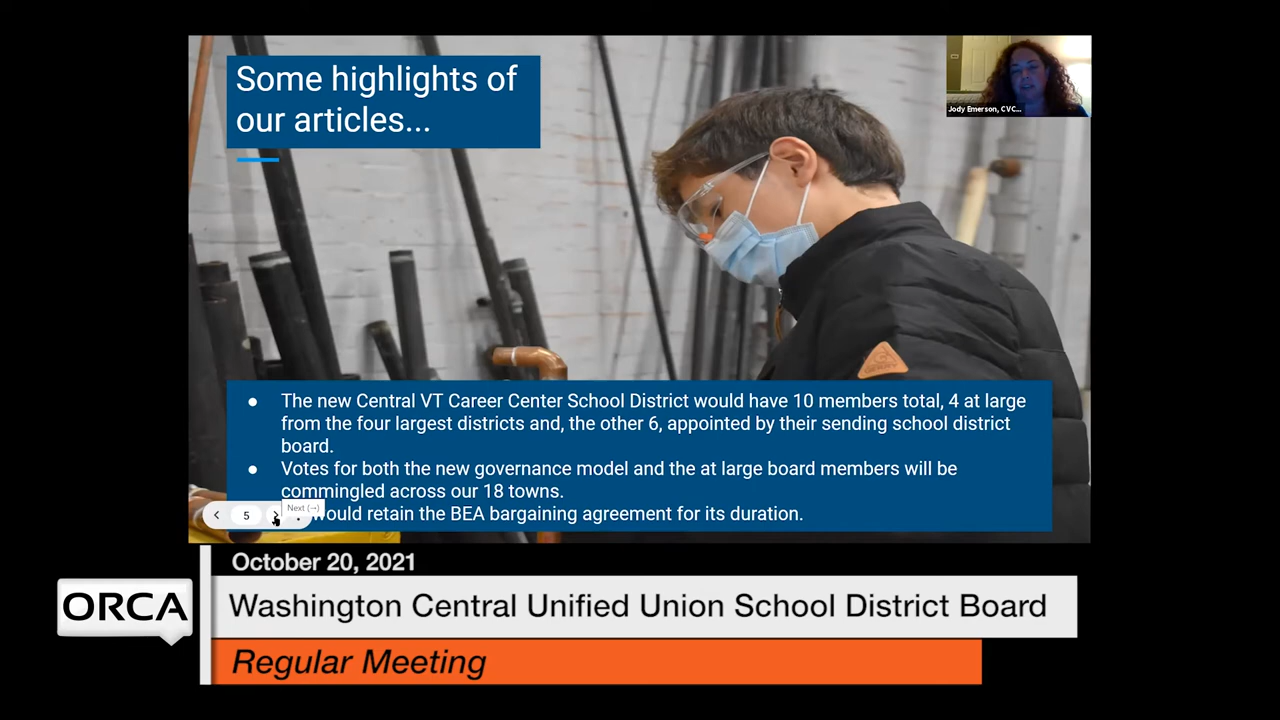 Some highlights of
our articles...
Jody Emerson, CVC...
● The new Central VT Career Center School District would have 10 members total, 4 at large
from the four largest districts and, the other 6, appointed by their sending school district
board.
● Votes for both the new governance model and the at large board members will be
commingled across our 18 towns.
would retain the BEA bargaining agreement for its duration.
5
Next (→)
October 20, 2021
ORCA
Washington Central Unified Union School District Board
Regular Meeting